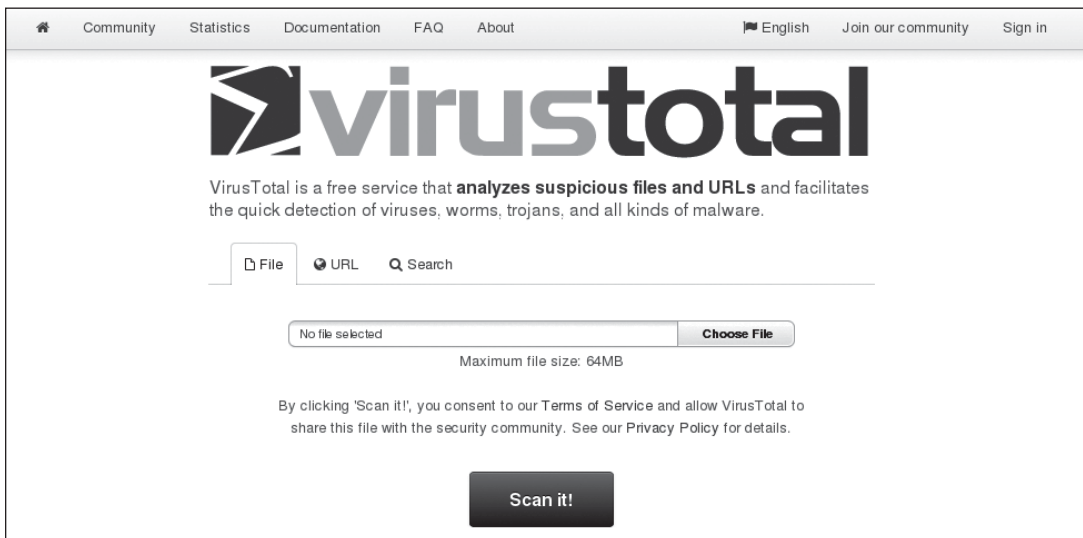 Community Statistics Documentation FAQ About English Join our community Sign in
virustotal
VirusTotal is a free service that analyzes suspicious files and URLs and facilitates
the quick detection of viruses, worms, trojans, and all kinds of malware.
File URL Search
No file selected Choose File
Maximum file size: 64MB
By clicking 'Scan it!', you consent to our Terms of Service and allow VirusTotal to
share this file with the security community. See our Privacy Policy for details.
Scan it!